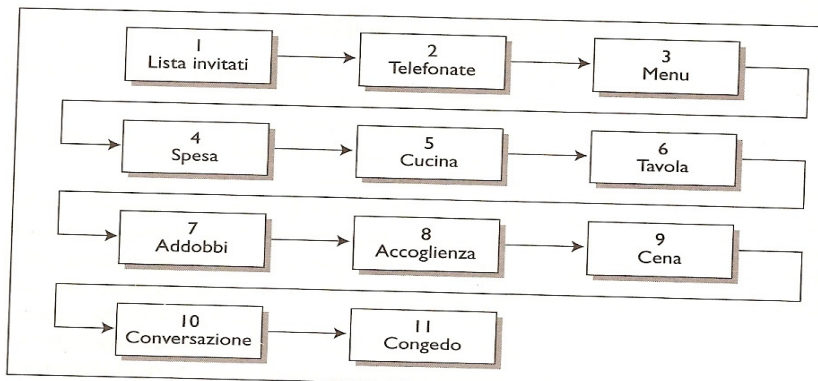 1
Lista invitati
2
Telefonate
3
Menu
4
Spesa
5
Cucina
6
Tavola
7
Addobbi
8
Accoglienza
9
Cena
10
Conversazione
11
Congedo